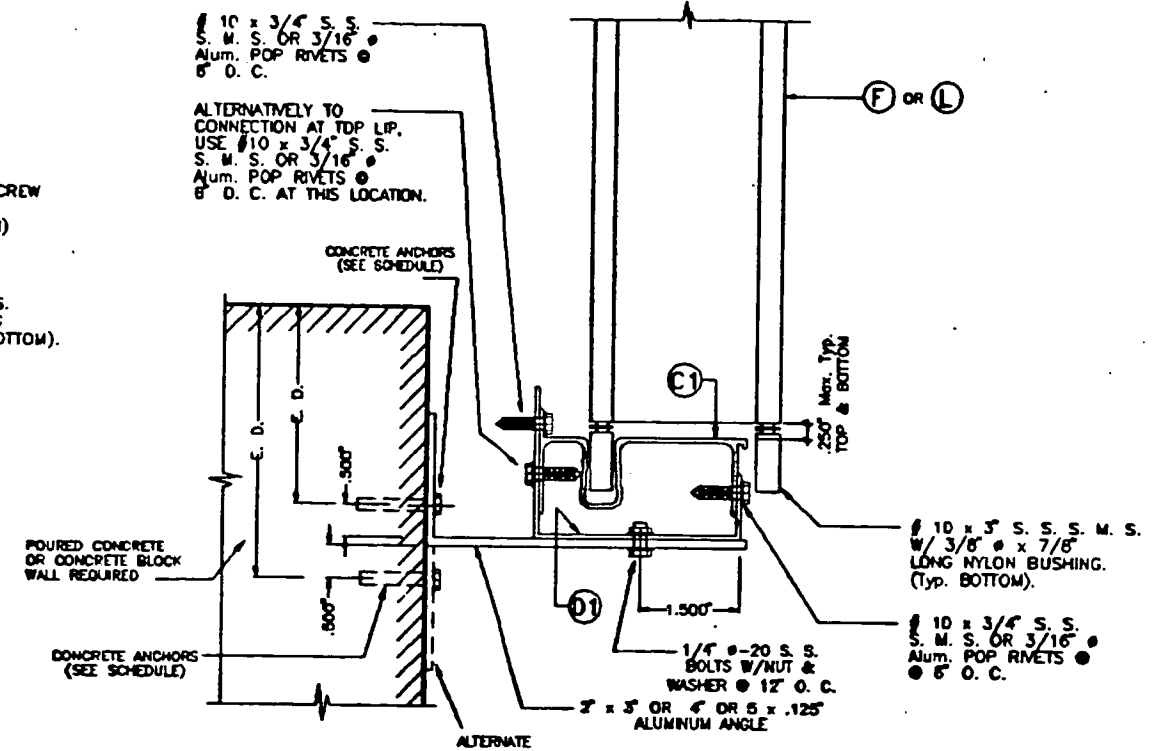 # 10 x 3/4" S. S.
S. M. S. OR 3/16" ø
Alum. POP RIVETS @
6" O. C.
ALTERNATIVELY TO
CONNECTION AT TOP LIP,
USE #10 x 3/4" S. S.
S. M. S. OR 3/16" ø
Alum. POP RIVETS @
6" O. C. AT THIS LOCATION.
CREW
S.
OTTOM).
CONCRETE ANCHORS
(SEE SCHEDULE)
F OR L
C1
.250" Max. Typ.
TOP & BOTTOM
E. D.
E. D.
.500"
.500"
POURED CONCRETE
OR CONCRETE BLOCK
WALL REQUIRED
CONCRETE ANCHORS
(SEE SCHEDULE)
D1
1.500"
# 10 x 3" S. S. S. M. S.
W/ 3/8" ø x 7/8"
LONG NYLON BUSHING.
(Typ. BOTTOM).
# 10 x 3/4" S. S.
S. M. S. OR 3/16" ø
Alum. POP RIVETS @
@ 6" O. C.
1/4" ø-20 S. S.
BOLTS W/NUT &
WASHER @ 12" O. C.
2" x 3" OR 4" OR 5 x .125"
ALUMINUM ANGLE
ALTERNATE